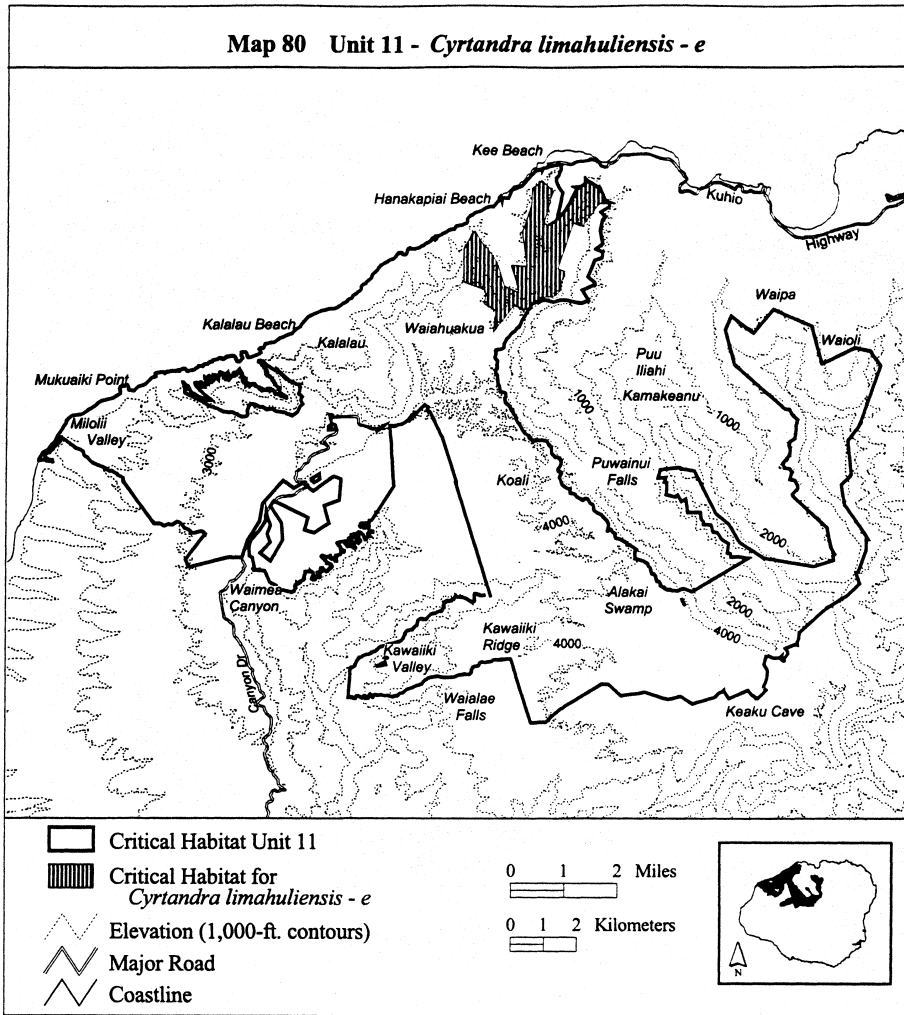 Map 80 Unit 11 - Cyrtandra limahuliensis - e
Kee Beach
Hanakapiai Beach
Kuhio
Highway
Waipa
Kalalau Beach
Waiahuakua
Kalalau
Waioli
Puu
Iliahi
Mukuaiki Point
Kamakeanu
1000
1000
Milolii
Valley
3000
Puwainui
Falls
Koali
4000
2000
Waimea
Canyon
Alakai
Swamp
2000
4000
Kawaiiki
Ridge
4000
Kawaiiki
Valley
Canyon Dr
Waialae
Falls
Keaku Cave
Critical Habitat Unit 11
Critical Habitat for
Cyrtandra limahuliensis - e
Elevation (1,000-ft. contours)
Major Road
Coastline
0 1 2 Miles
0 1 2 Kilometers
N